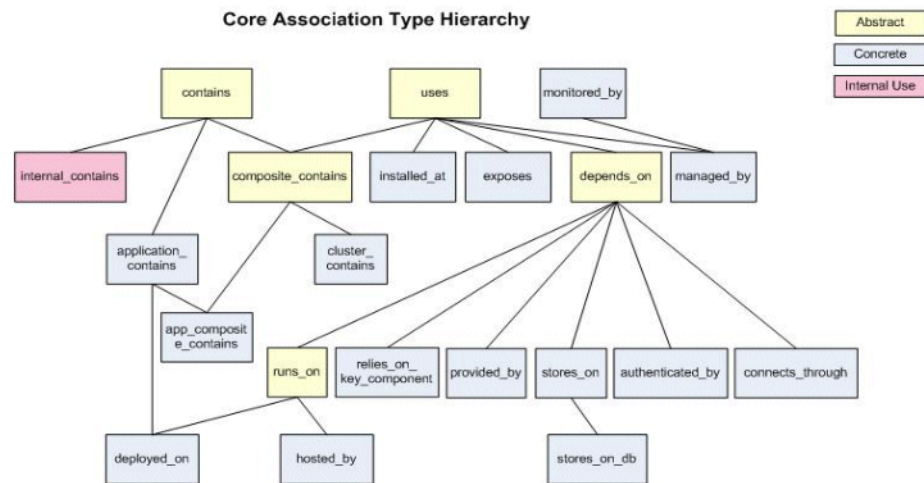 Core Association Type Hierarchy
Abstract
Concrete
Internal Use
contains
uses
monitored_by
internal_contains
composite_contains
installed_at
exposes
depends_on
managed_by
application_
contains
cluster_
contains
app_composit
e_contains
runs_on
relies_on_
key_component
provided_by
stores_on
authenticated_by
connects_through
deployed_on
hosted_by
stores_on_db